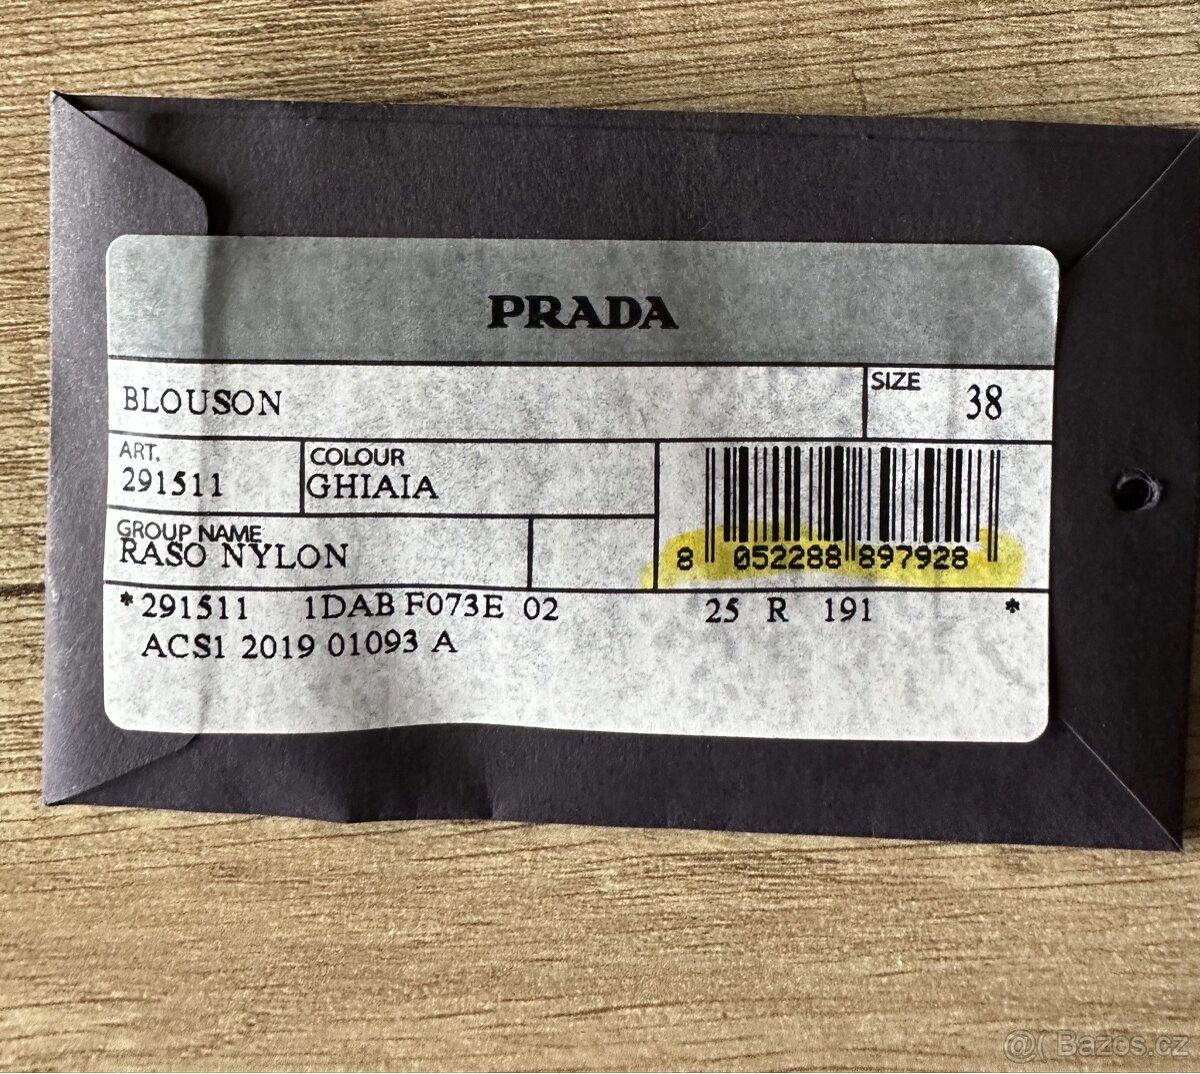 PRADA
BLOUSON
SIZE 38
ART.
291511
COLOUR
GHIAIA
GROUP NAME
RASO NYLON
8 052288 897928
*291511 1DAB F073E 02 25 R 191 *
ACS1 2019 01093 A
@( Bazos.cz